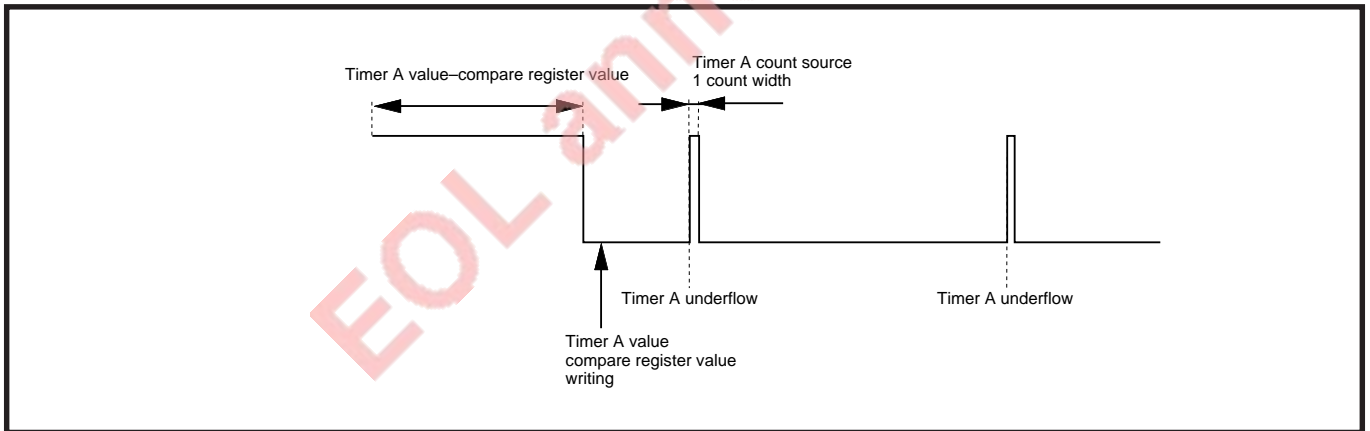 Timer A value–compare register value
Timer A count source
1 count width
Timer A underflow
Timer A underflow
Timer A value
compare register value
writing
EOL ann